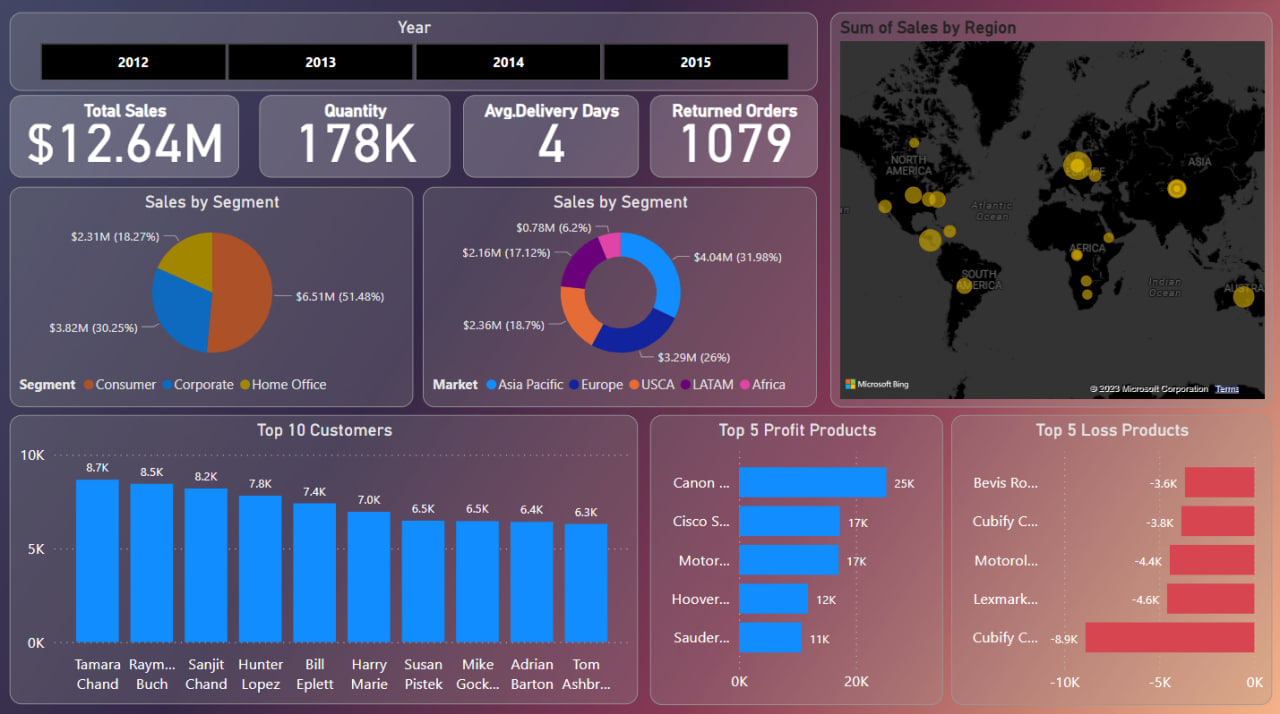 Year
2012 2013 2014 2015
Total Sales
$12.64M
Quantity
178K
Avg.Delivery Days
4
Returned Orders
1079
Sum of Sales by Region
NORTH
AMERICA
Atlantic
Ocean
ASIA
AFRICA
SOUTH
AMERICA
Indian
Ocean
AUSTRA
Microsoft Bing
© 2023 Microsoft Corporation Terms
Sales by Segment
$2.31M (18.27%)
$6.51M (51.48%)
$3.82M (30.25%)
Segment Consumer Corporate Home Office
Sales by Segment
$0.78M (6.2%)
$2.16M (17.12%)
$4.04M (31.98%)
$2.36M (18.7%)
$3.29M (26%)
Market Asia Pacific Europe USCA LATAM Africa
Top 10 Customers
10K
5K
0K
8.7K 8.5K 8.2K 7.8K 7.4K 7.0K 6.5K 6.5K 6.4K 6.3K
Tamara Raym... Sanjit Hunter Bill Harry Susan Mike Adrian Tom
Chand Buch Chand Lopez Eplett Marie Pistek Gock... Barton Ashbr...
Top 5 Profit Products
Canon ... 25K
Cisco S... 17K
Motor... 17K
Hoover... 12K
Sauder... 11K
0K 20K
Top 5 Loss Products
Bevis Ro... -3.6K
Cubify C... -3.8K
Motorol... -4.4K
Lexmark... -4.6K
Cubify C... -8.9K
-10K -5K 0K